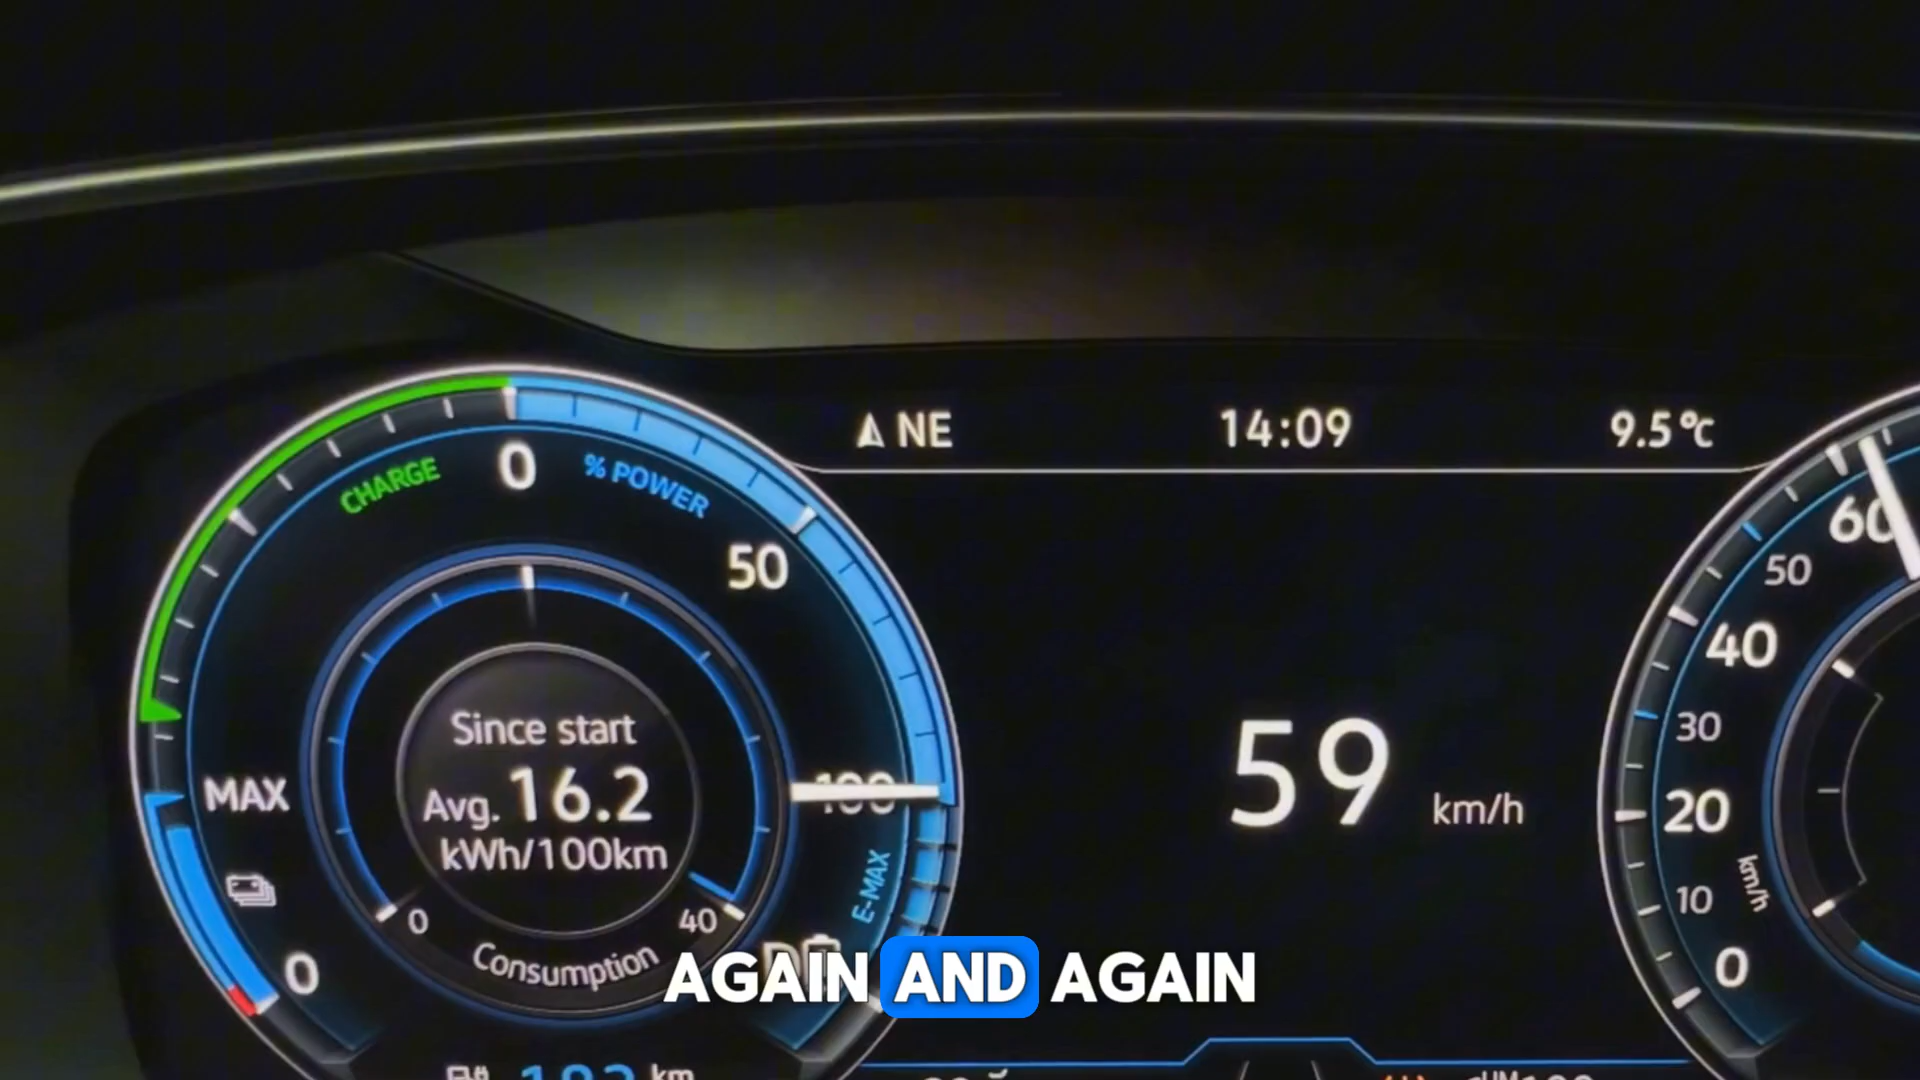 NE 14:09 9.5°C
CHARGE 0 % POWER
50
100
E-MAX
MAX
0
Since start
Avg. 16.2
kWh/100km
0 40
Consumption
59 km/h
60
50
40
30
20
10
0
km/h
AGAIN AND AGAIN
km